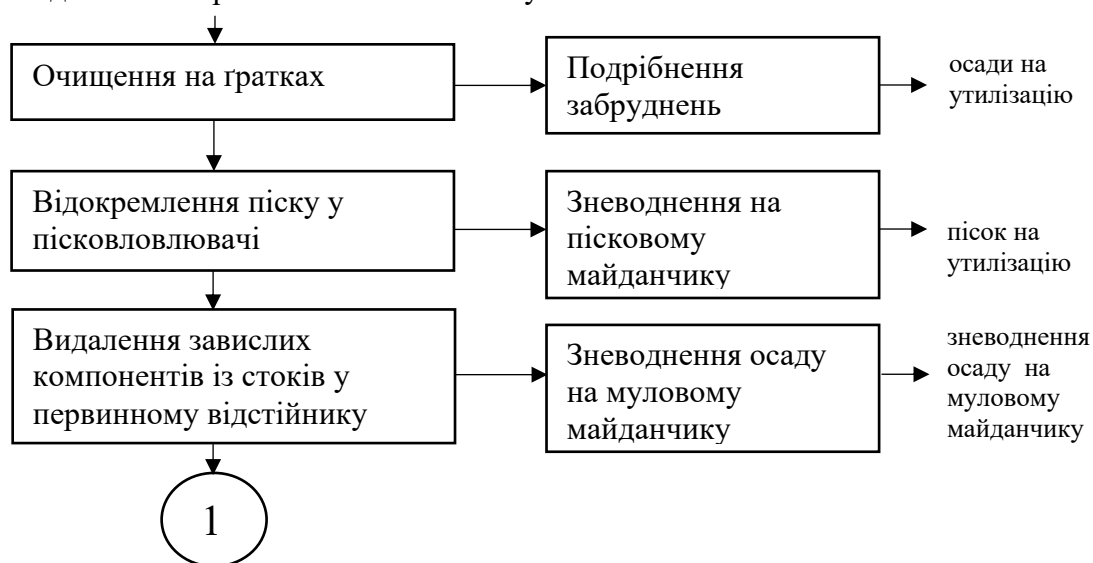 Очищення на ґратках
Подрібнення
забруднень
осади на
утилізацію
Відокремлення піску у
пісковловлювачі
Зневоднення на
пісковому
майданчику
пісок на
утилізацію
Видалення завислих
компонентів із стоків у
первинному відстійнику
Зневоднення осаду
на муловому
майданчику
зневоднення
осаду на
муловому
майданчику
1